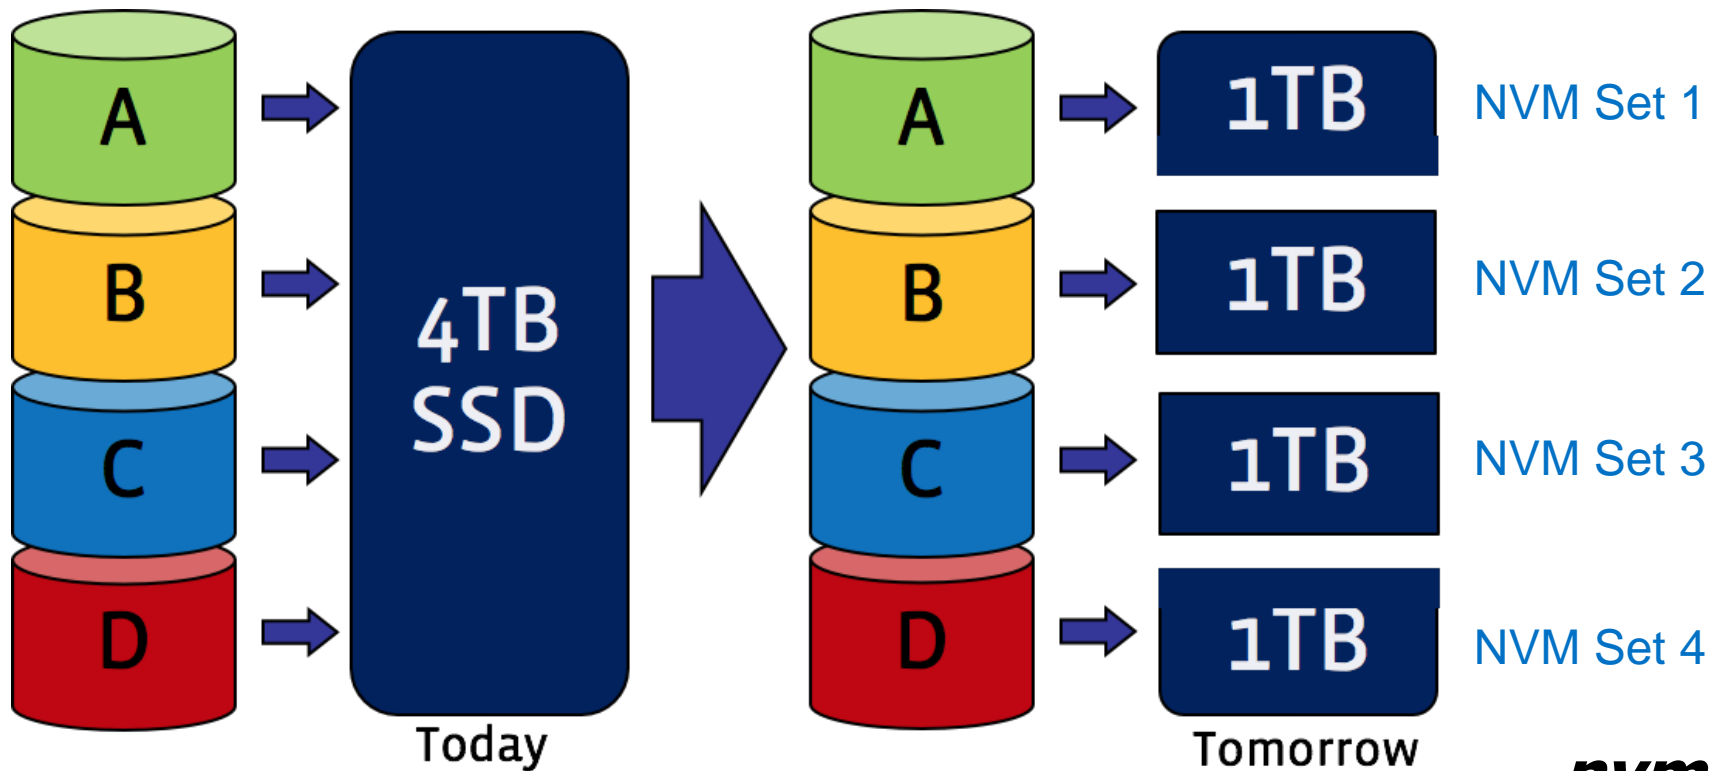 A
B
C
D
4TB
SSD
Today
A
B
C
D
1TB
1TB
1TB
1TB
NVM Set 1
NVM Set 2
NVM Set 3
NVM Set 4
Tomorrow